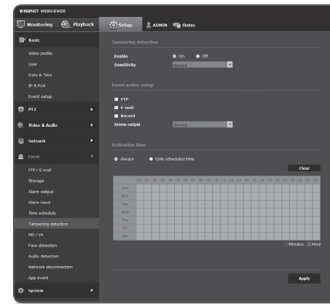 INTERNET WEBVIEWER
Monitoring
Playback
Setup
ADMIN
Status
Basic
Video profile
User
Date & Time
IP & Port
Event setup
PTZ
Video & Audio
Network
Event
FTP / E-mail
Storage
Alarm output
Alarm input
Time schedule
Tampering detection
MD / VA
Face detection
Audio detection
Network disconnection
App event
System
Tampering detection
Enable
On
Off
Sensitivity
Normal
Event action setup
FTP
E-mail
Record
Alarm output
Activation time
Always
Only scheduled time
Clear
Sun
Mon
Tue
Wed
Thu
Fri
Sat
Minutes
Hour
Apply